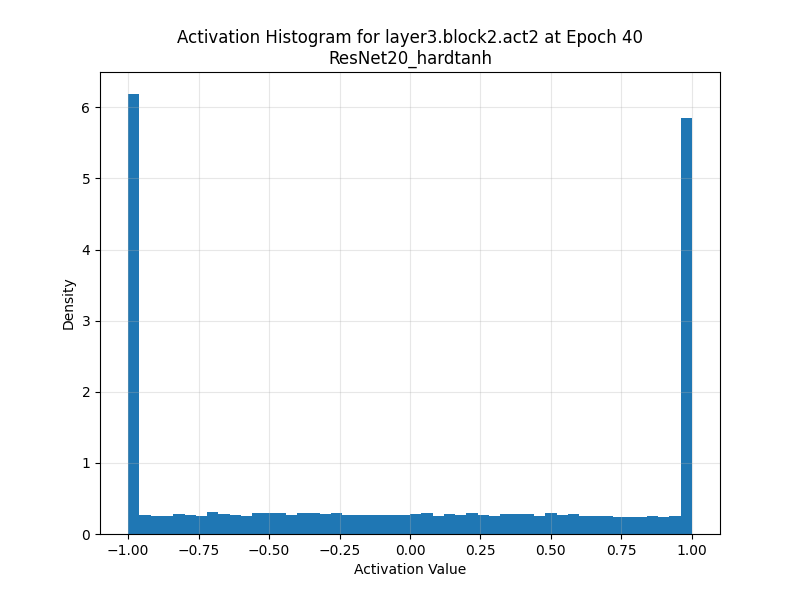 Activation Histogram for layer3.block2.act2 at Epoch 40
ResNet20_hardtanh
6
5
4
3
2
1
0
Density
−1.00 −0.75 −0.50 −0.25 0.00 0.25 0.50 0.75 1.00
Activation Value